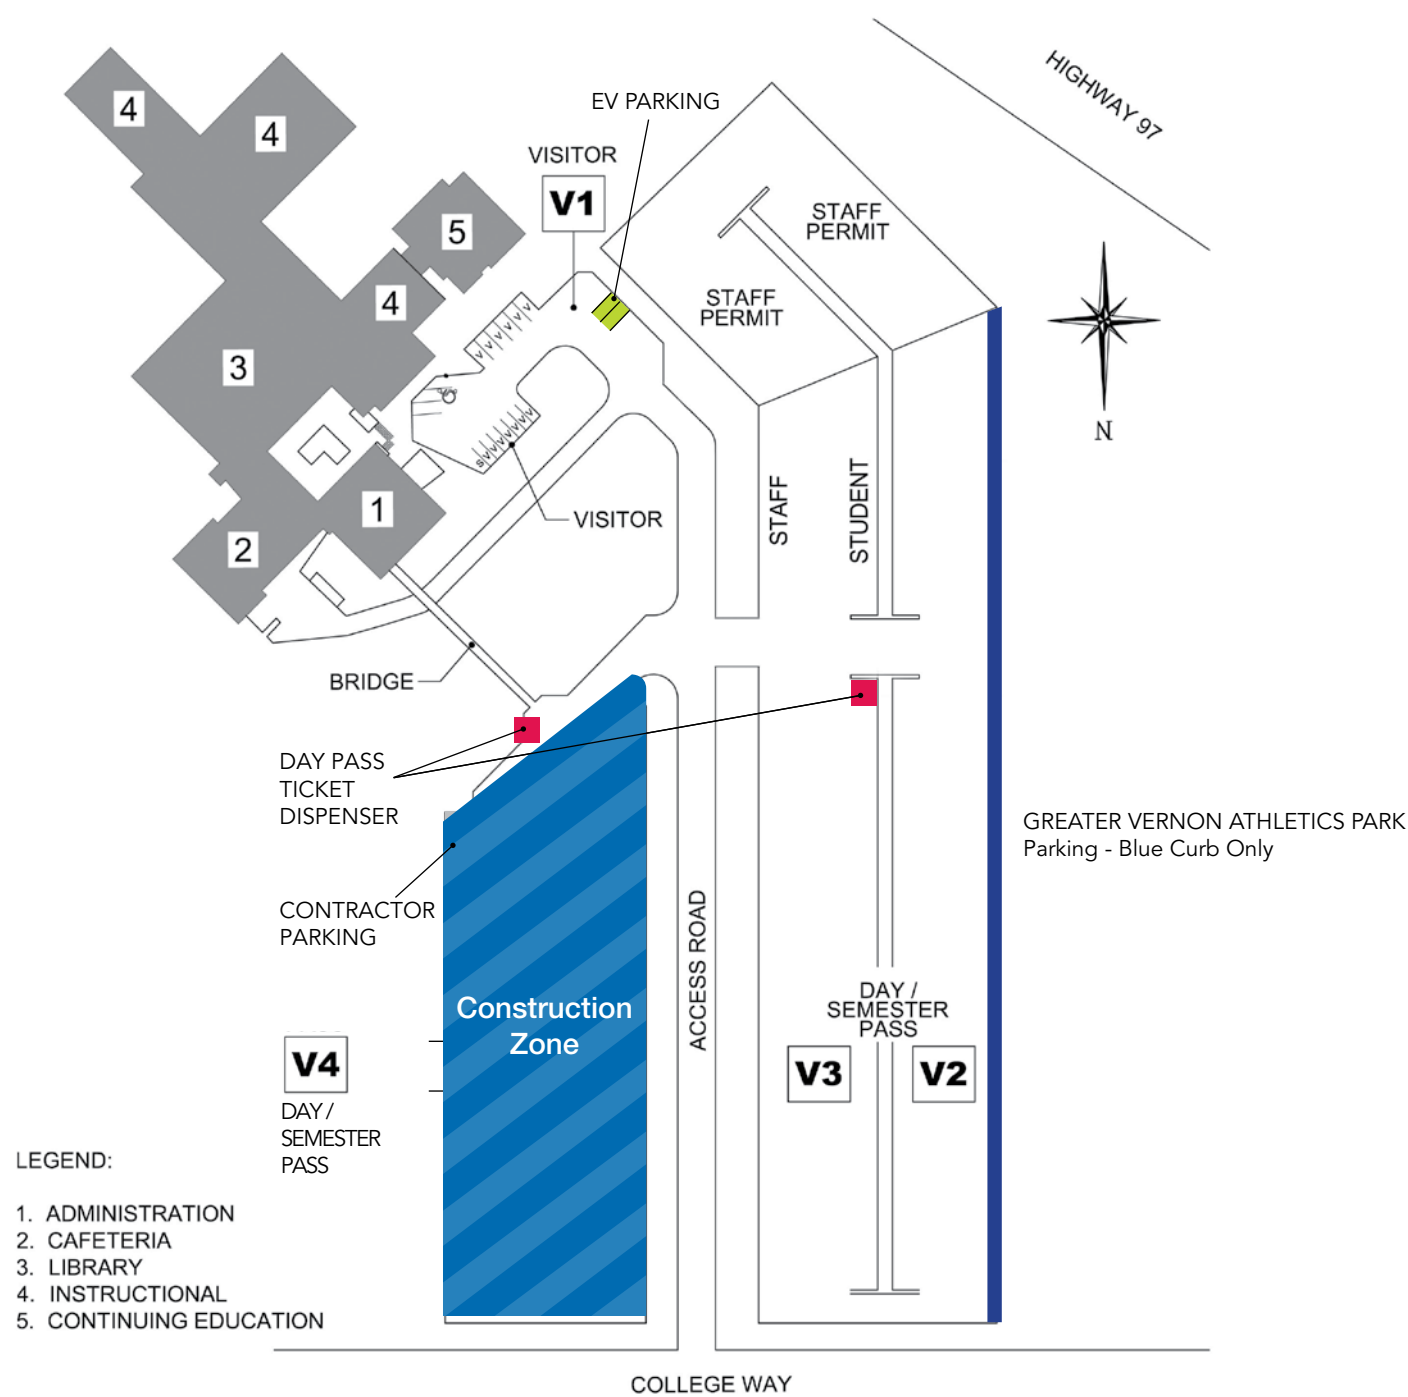 HIGHWAY 97
EV PARKING
VISITOR
V1
4
4
5
4
3
1
2
STAFF
PERMIT
STAFF
PERMIT
N
V V V V V V
S V V V V V V V
VISITOR
STAFF
STUDENT
BRIDGE
DAY PASS
TICKET
DISPENSER
CONTRACTOR
PARKING
GREATER VERNON ATHLETICS PARK
Parking - Blue Curb Only
ACCESS ROAD
Construction
Zone
DAY /
SEMESTER
PASS
V3
V2
V4
DAY /
SEMESTER
PASS
LEGEND:
1. ADMINISTRATION
2. CAFETERIA
3. LIBRARY
4. INSTRUCTIONAL
5. CONTINUING EDUCATION
COLLEGE WAY